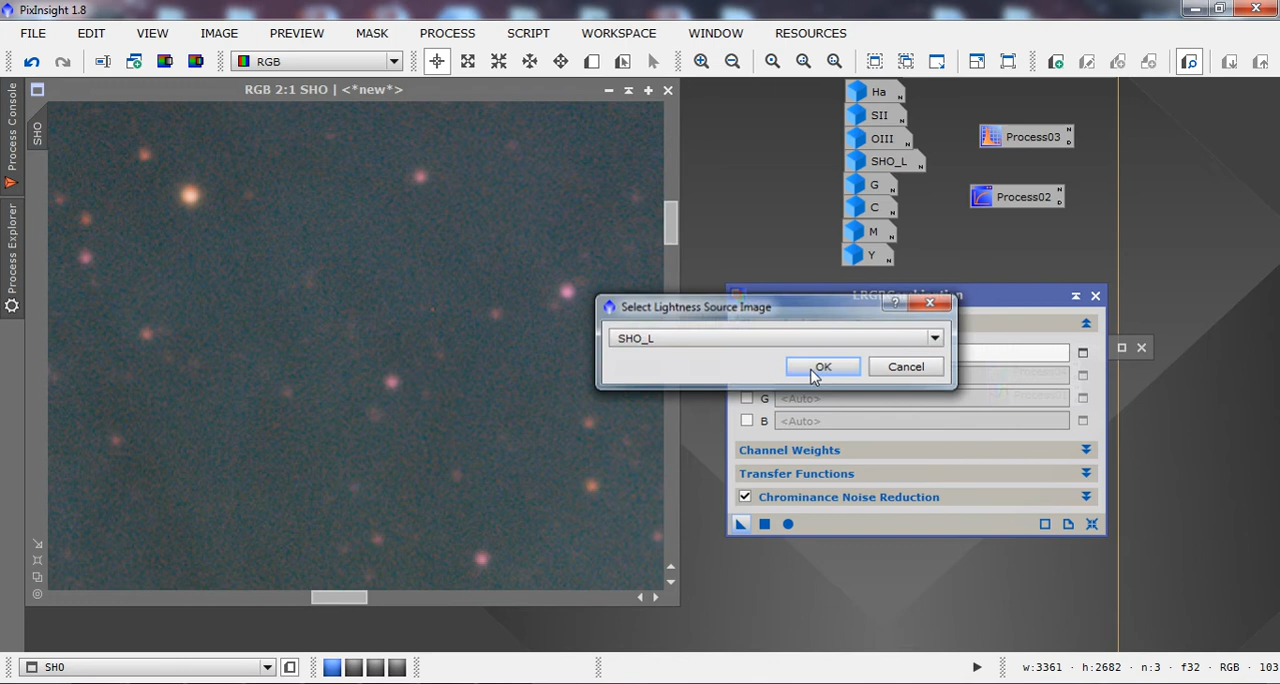 PixInsight 1.8
FILE EDIT VIEW IMAGE PREVIEW MASK PROCESS SCRIPT WORKSPACE WINDOW RESOURCES
RGB
RGB 2:1 SHO | <*new*>
SHO
Process Console
Process Explorer
Ha
SII
OIII
SHO_L
G
C
M
Y
N
N
N
N
N
N
N
N
Process03
N
D
Process02
N
D
Select Lightness Source Image
?
SHO_L
OK
Cancel
G <Auto>
B <Auto>
Channel Weights
Transfer Functions
Chrominance Noise Reduction
SHO
w:3361 · h:2682 · n:3 · f32 · RGB · 103